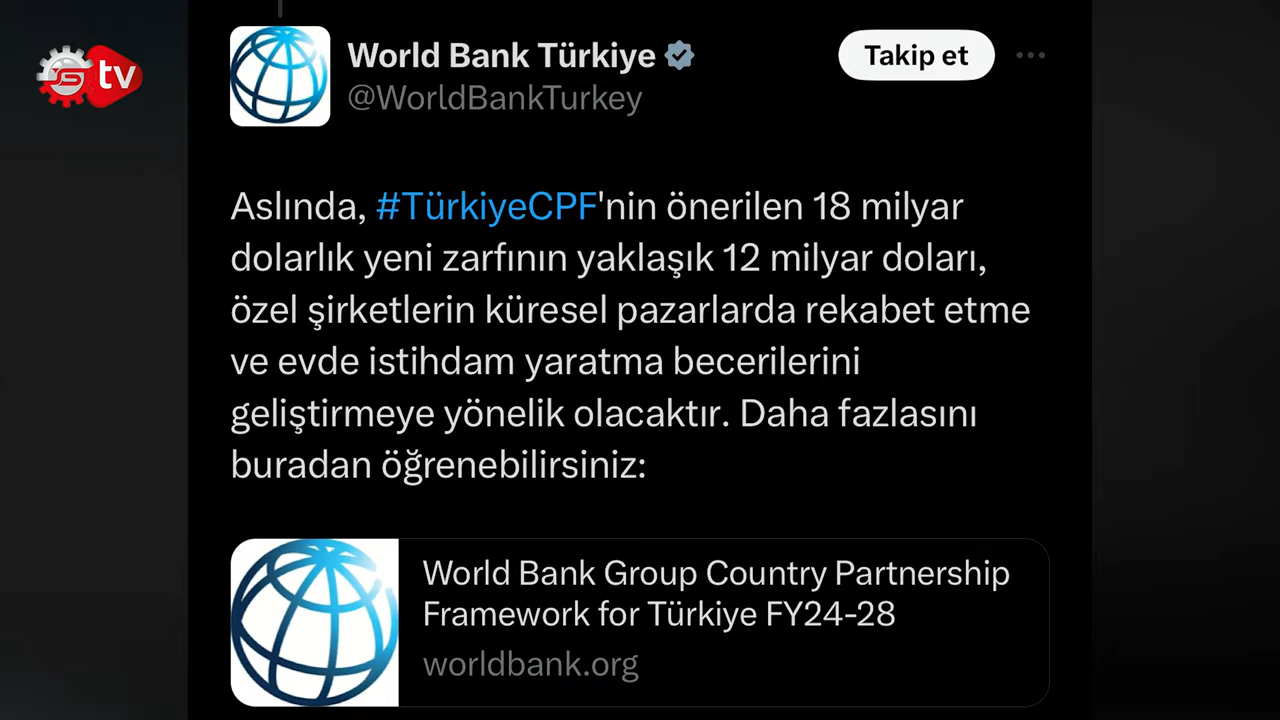 tv
World Bank Türkiye
Takip et
@WorldBankTurkey
Aslında, #TürkiyeCPF'nin önerilen 18 milyar
dolarlık yeni zarfının yaklaşık 12 milyar doları,
özel şirketlerin küresel pazarlarda rekabet etme
ve evde istihdam yaratma becerilerini
geliştirmeye yönelik olacaktır. Daha fazlasını
buradan öğrenebilirsiniz:
World Bank Group Country Partnership
Framework for Türkiye FY24-28
worldbank.org